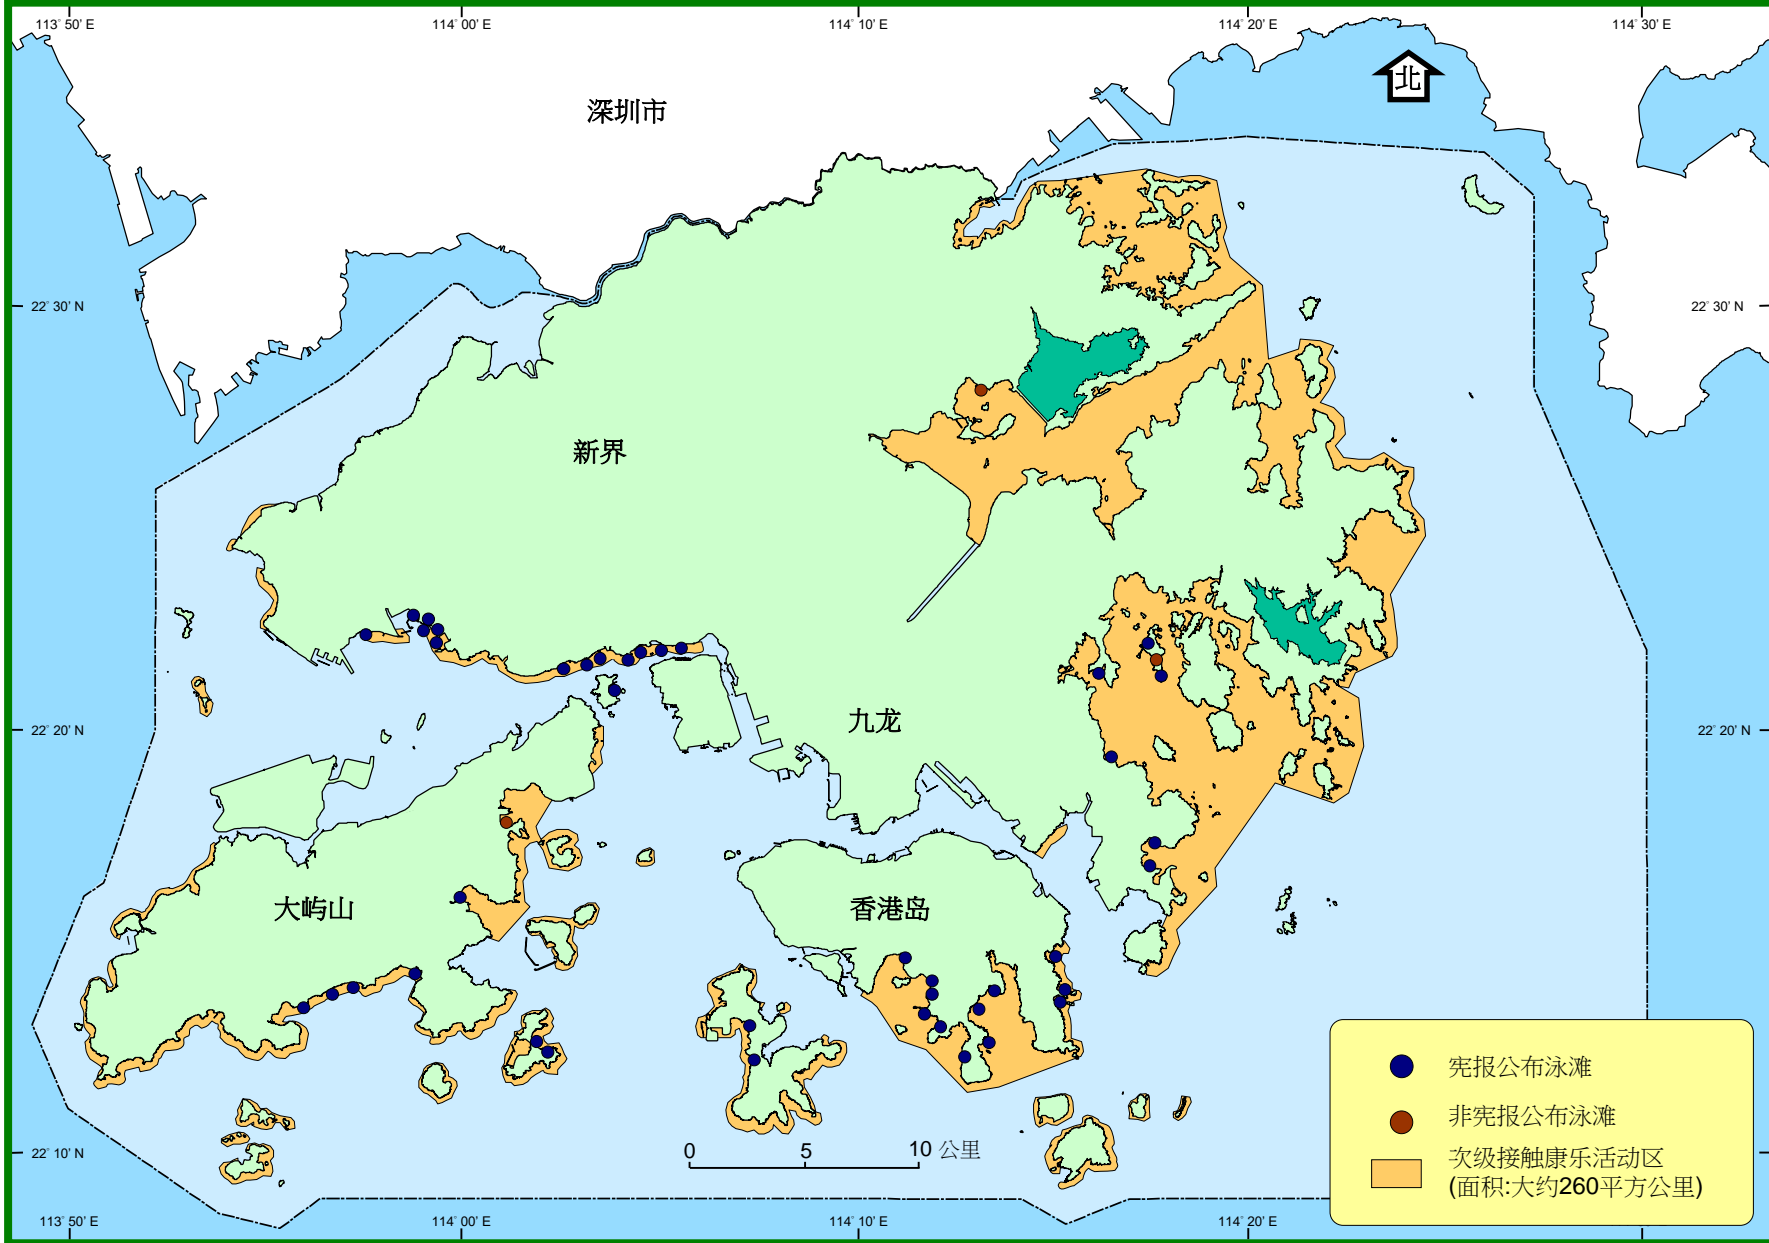 113° 50' E
114° 00' E
114° 10' E
114° 20' E
114° 30' E
北
深圳市
22° 30' N
22° 30' N
新界
九龙
22° 20' N
22° 20' N
大屿山
香港岛
宪报公布泳滩
非宪报公布泳滩
次级接触康乐活动区
(面积:大约260平方公里)
0 5 10 公里
22° 10' N
113° 50' E
114° 00' E
114° 10' E
114° 20' E
114° 30' E